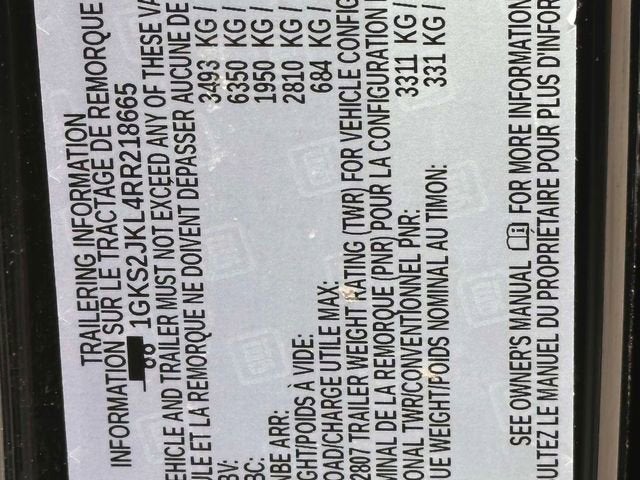 TRAILERING INFORMATION
INFORMATION SUR LE TRACTAGE DE REMORQUE
66 1GKS2JKL4RR218665
EHICLE AND TRAILER MUST NOT EXCEED ANY OF THESE VA
ULE ET LA REMORQUE NE DOIVENT DÉPASSER AUCUNE DE
BV: 3493 KG /
BC: 6350 KG /
NBE ARR: 1950 KG /
GHT/POIDS À VIDE: 2810 KG /
OAD/CHARGE UTILE MAX: 684 KG /
2807 TRAILER WEIGHT RATING (TWR) FOR VEHICLE CONFIG
MINAL DE LA REMORQUE (PNR) POUR LA CONFIGURATION
IONAL TWR/CONVENTIONNEL PNR: 3311 KG /
UE WEIGHT/POIDS NOMINAL AU TIMON: 331 KG /
SEE OWNER'S MANUAL FOR MORE INFORMATION
SULTEZ LE MANUEL DU PROPRIÉTAIRE POUR PLUS D'INFOR